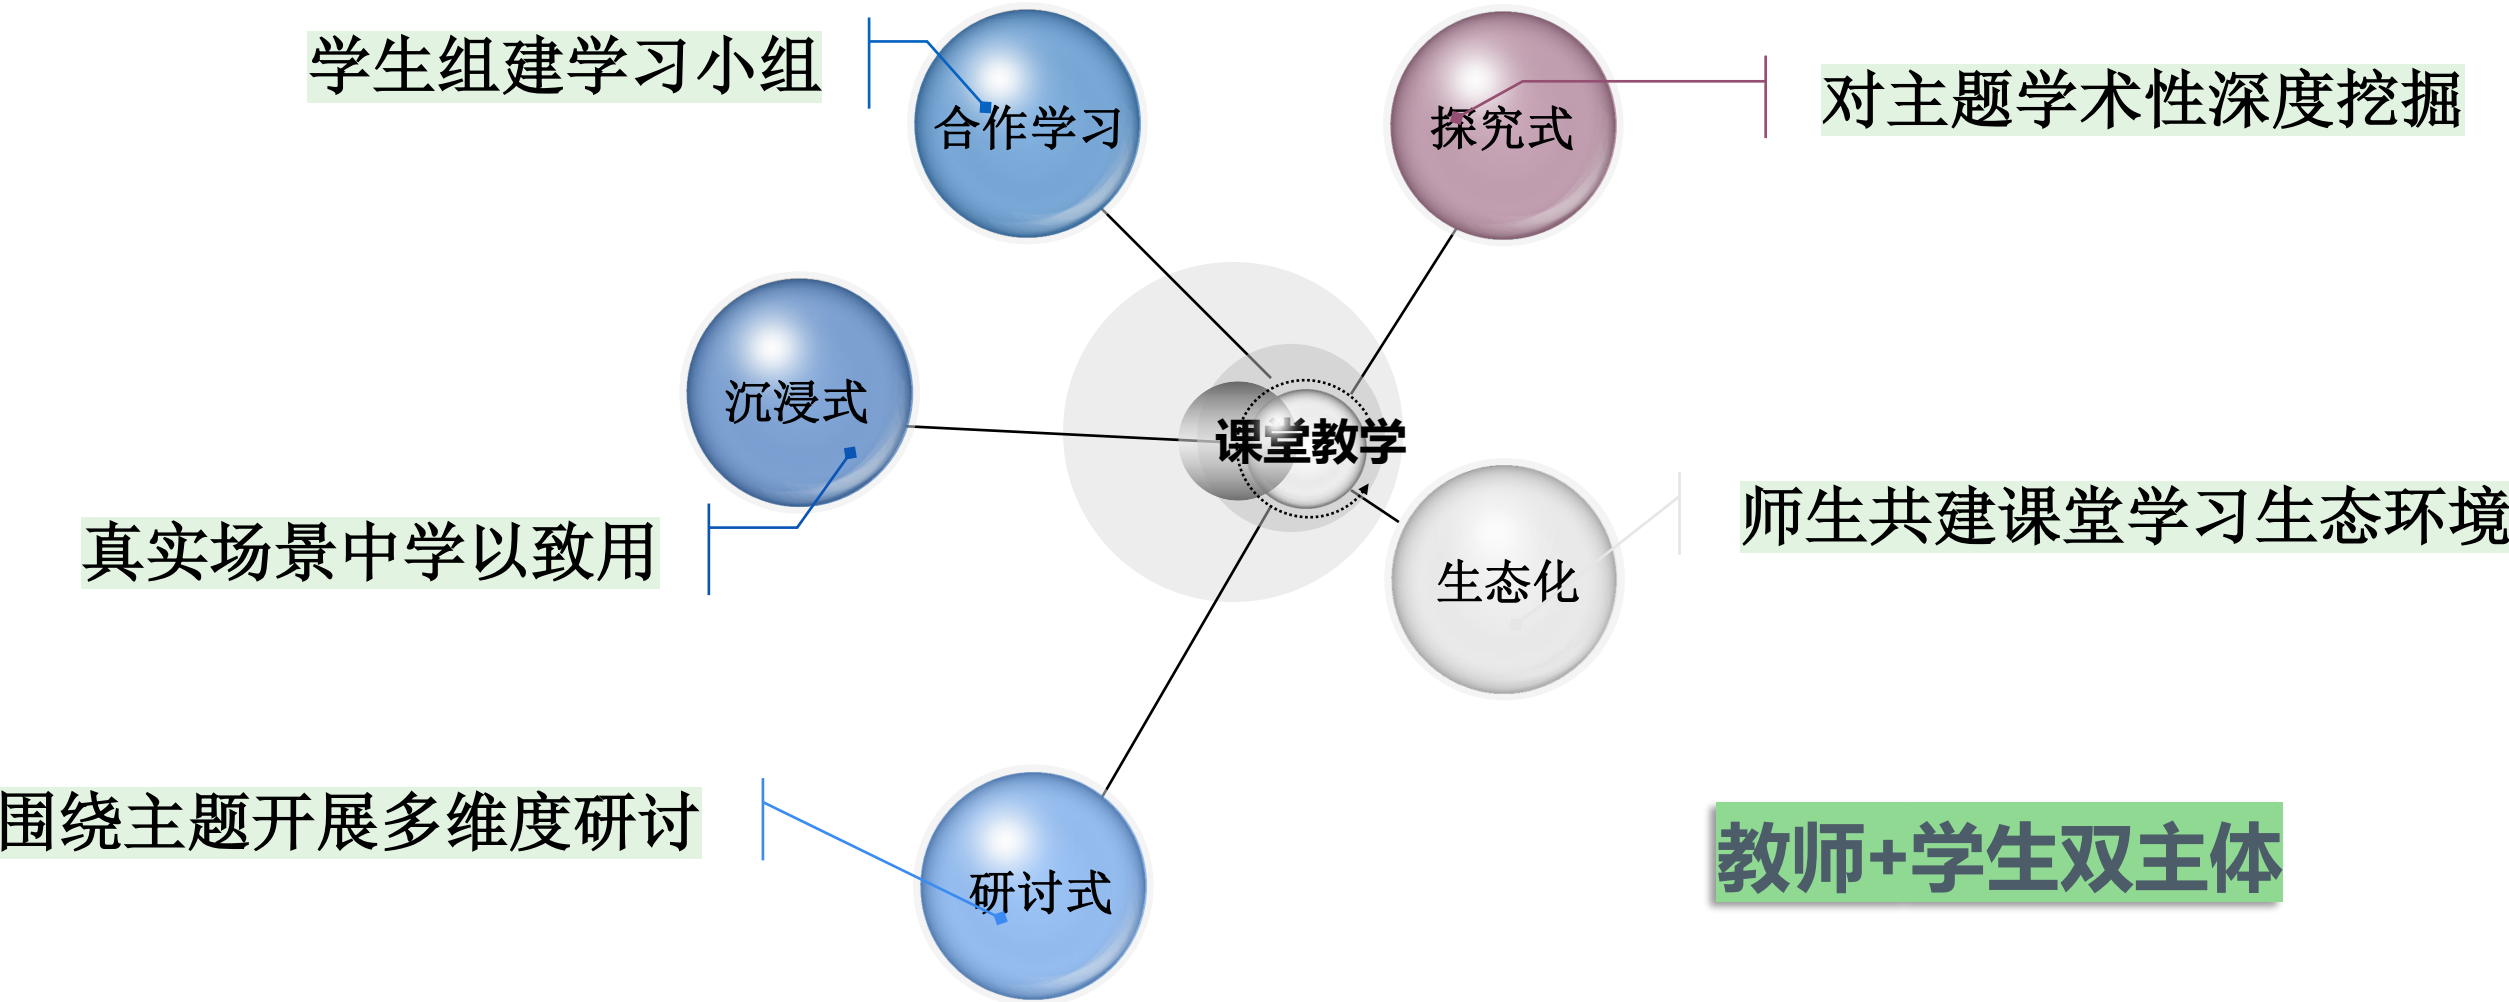 学生组建学习小组
合作学习
探究式
对主题学术性深度挖掘
沉浸式
课堂教学
真实场景中学以致用
生态化
师生共建课堂学习生态环境
围绕主题开展多维度研讨
研讨式
教师+学生双主体